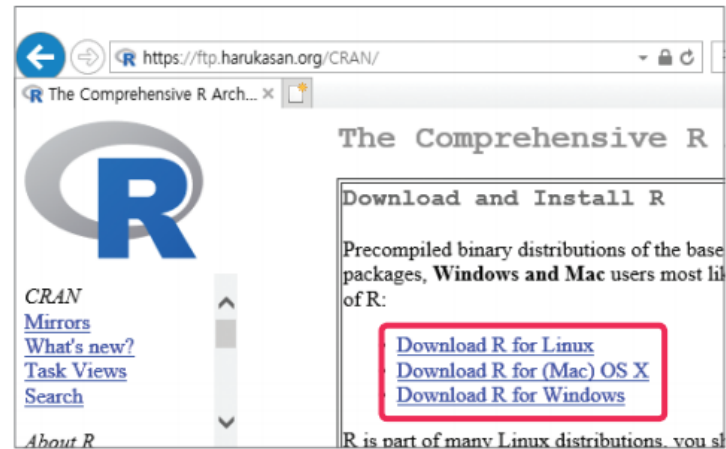 https://ftp.harukasan.org/CRAN/
The Comprehensive R Arch...
R
The Comprehensive R
CRAN
Mirrors
What's new?
Task Views
Search
About R
Download and Install R
Precompiled binary distributions of the base
packages, Windows and Mac users most
of R:
Download R for Linux
Download R for (Mac) OS X
Download R for Windows
R is part of many Linux distributions, you